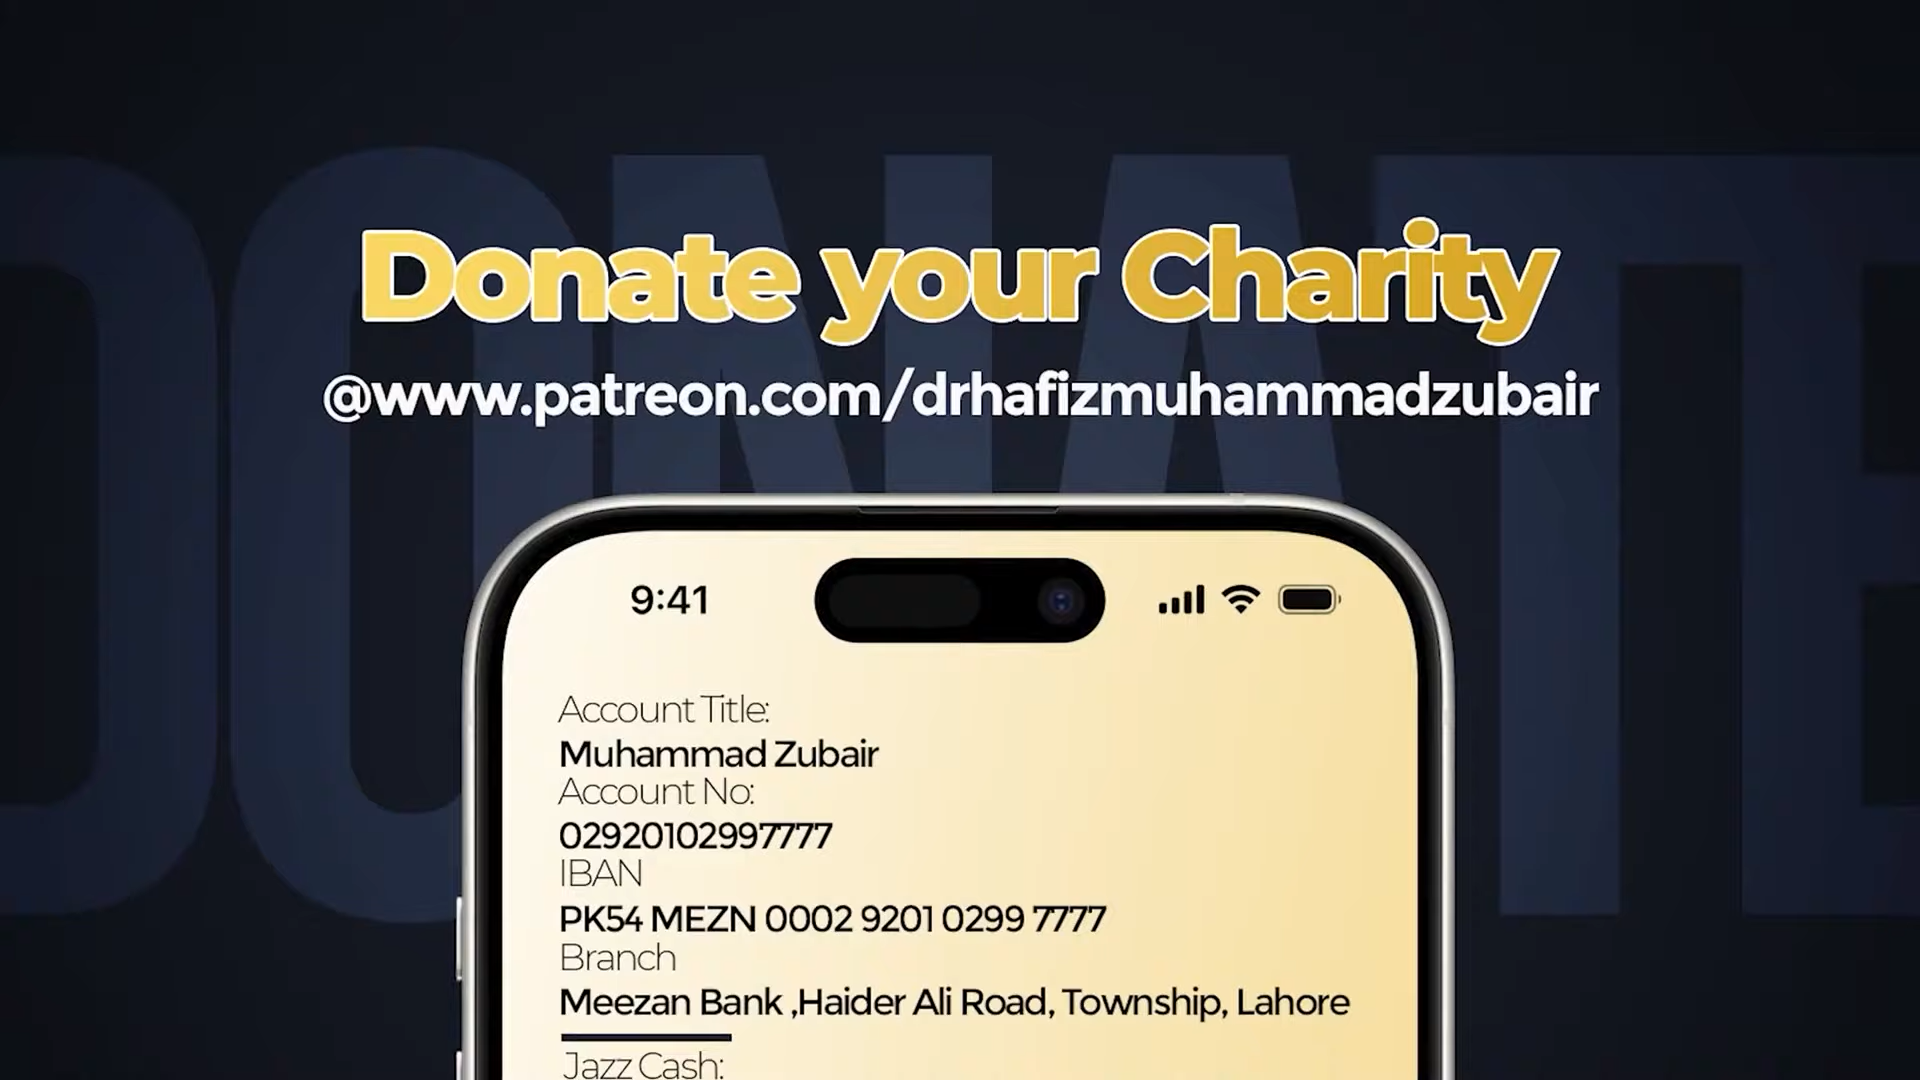 DONATE
Donate your Charity
@www.patreon.com/drhafizmuhammadzubair
9:41
Account Title:
Muhammad Zubair
Account No:
02920102997777
IBAN
PK54 MEZN 0002 9201 0299 7777
Branch
Meezan Bank ,Haider Ali Road, Township, Lahore
Jazz Cash: